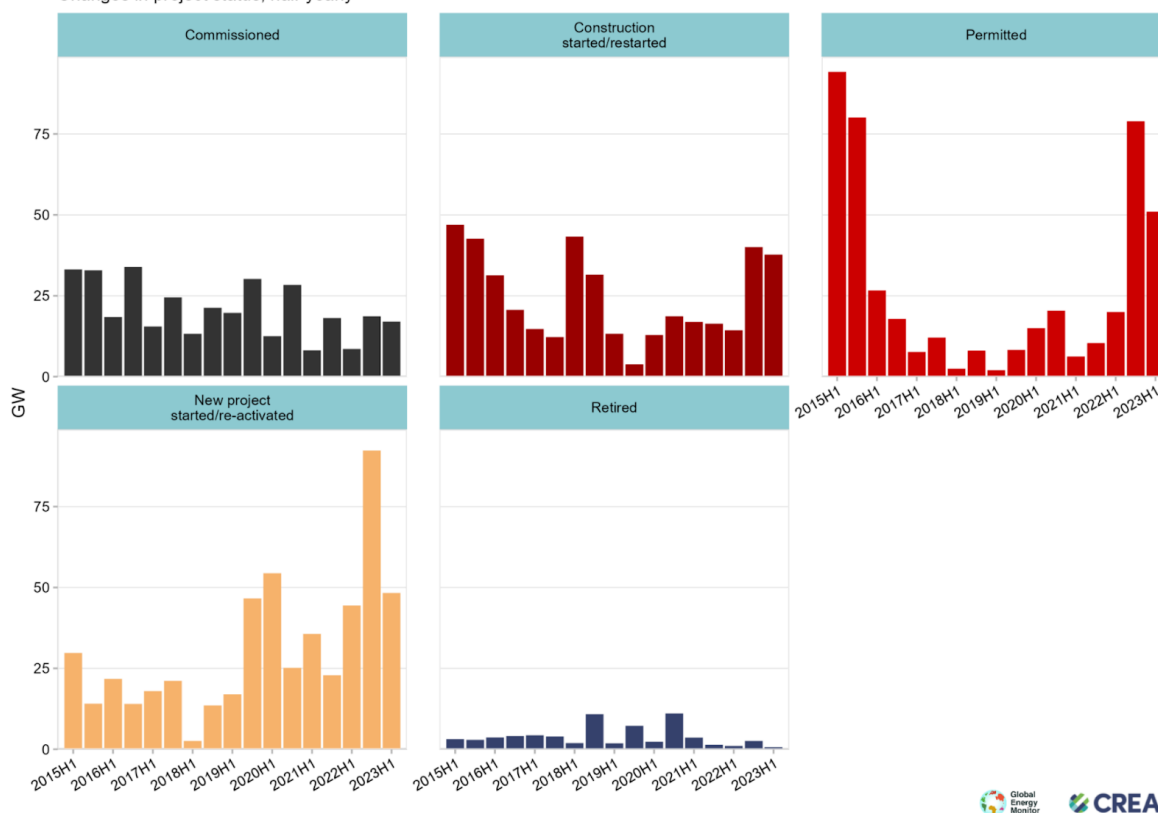 Commissioned
Construction
started/restarted
Permitted
75
50
25
0
GW
New project
started/re-activated
Retired
2015H1
2016H1
2017H1
2018H1
2019H1
2020H1
2021H1
2022H1
2023H1
75
50
25
0
2015H1
2016H1
2017H1
2018H1
2019H1
2020H1
2021H1
2022H1
2023H1
2015H1
2016H1
2017H1
2018H1
2019H1
2020H1
2021H1
2022H1
2023H1
Global
Energy
Monitor
CREA